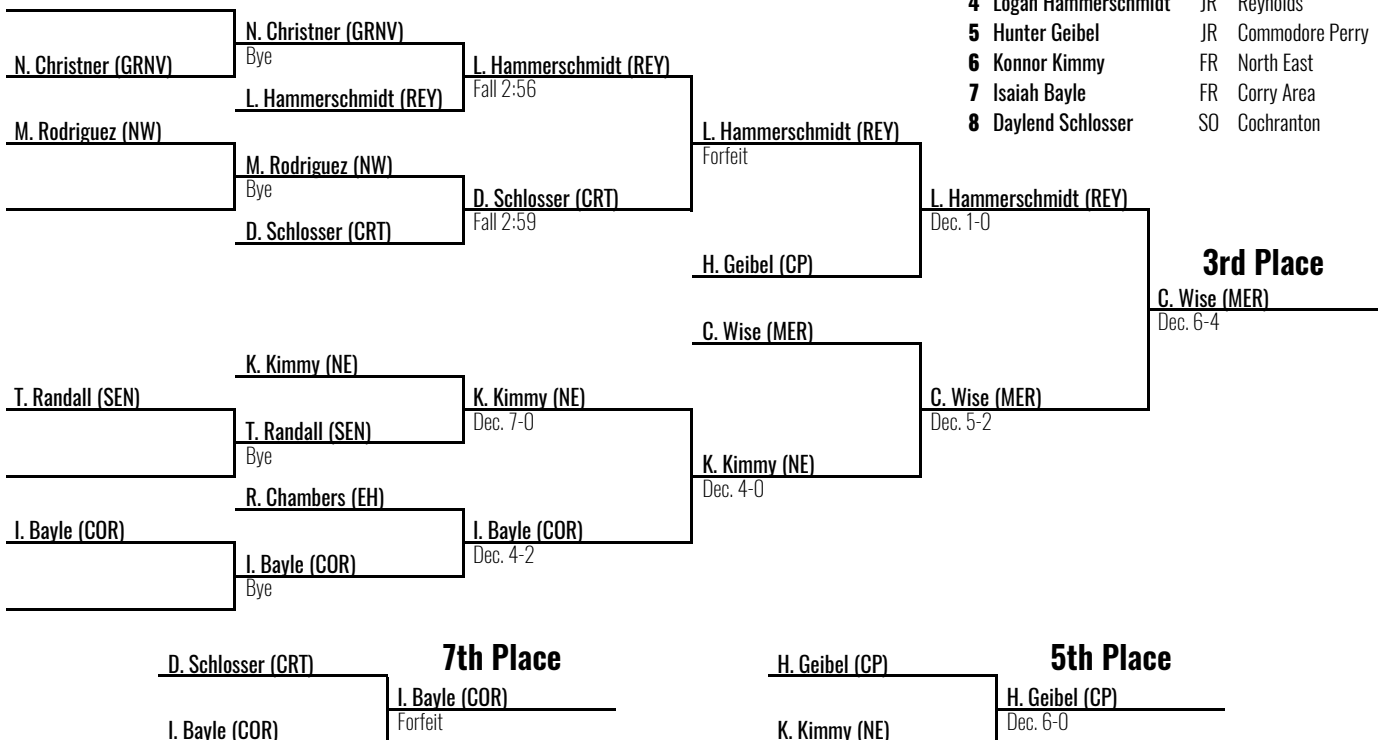 4 Logan Hammerschmidt JR Reynolds
5 Hunter Geibel JR Commodore Perry
6 Konnor Kimmy FR North East
7 Isaiah Bayle FR Corry Area
8 Daylend Schlosser SO Cochranton
N. Christner (GRNV)
Bye
N. Christner (GRNV)
L. Hammerschmidt (REY)
Fall 2:56
L. Hammerschmidt (REY)
M. Rodriguez (NW)
L. Hammerschmidt (REY)
Forfeit
M. Rodriguez (NW)
Bye
D. Schlosser (CRT)
Fall 2:59
L. Hammerschmidt (REY)
Dec. 1-0
D. Schlosser (CRT)
H. Geibel (CP)
3rd Place
C. Wise (MER)
Dec. 6-4
C. Wise (MER)
K. Kimmy (NE)
T. Randall (SEN)
K. Kimmy (NE)
Dec. 7-0
C. Wise (MER)
Dec. 5-2
T. Randall (SEN)
Bye
K. Kimmy (NE)
Dec. 4-0
R. Chambers (EH)
I. Bayle (COR)
I. Bayle (COR)
Dec. 4-2
I. Bayle (COR)
Bye
7th Place
D. Schlosser (CRT)
I. Bayle (COR)
Forfeit
I. Bayle (COR)
5th Place
H. Geibel (CP)
H. Geibel (CP)
Dec. 6-0
K. Kimmy (NE)